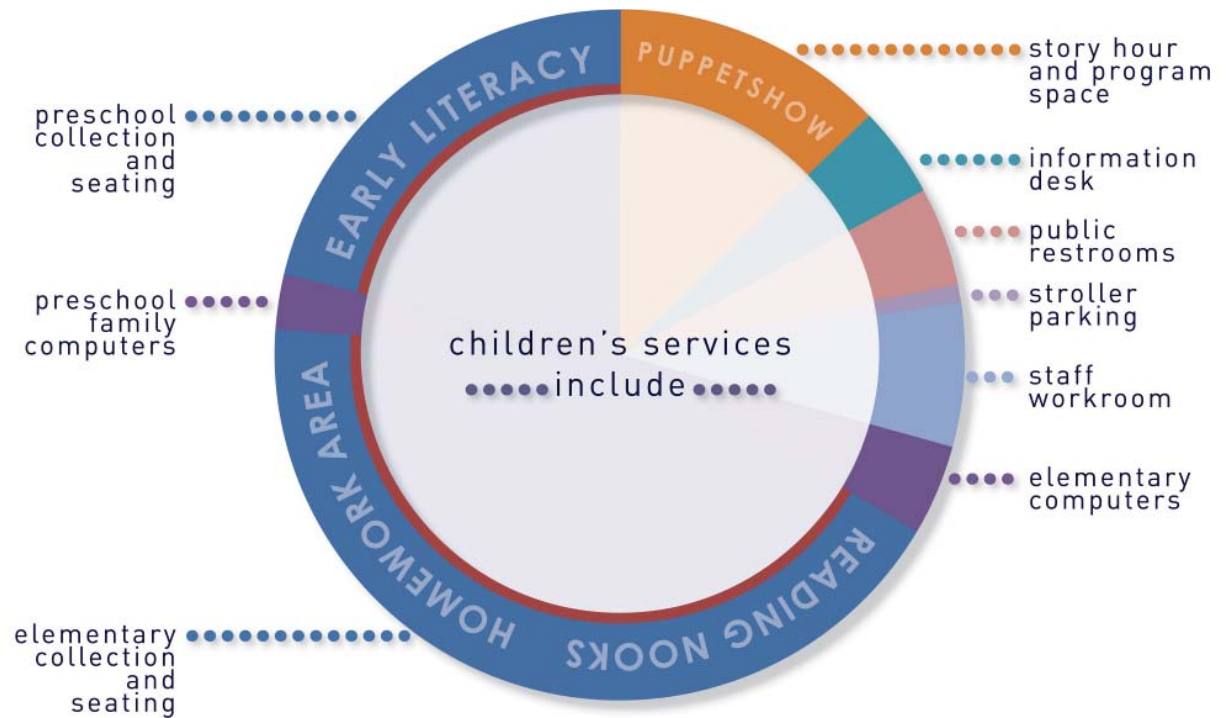 EARLY LITERACY
PUPPETSHOW
HOMEWORK AREA
READING NOOKS
children's services
include
preschool
collection
and
seating
preschool
family
computers
elementary
collection
and
seating
story hour
and program
space
information
desk
public
restrooms
stroller
parking
staff
workroom
elementary
computers